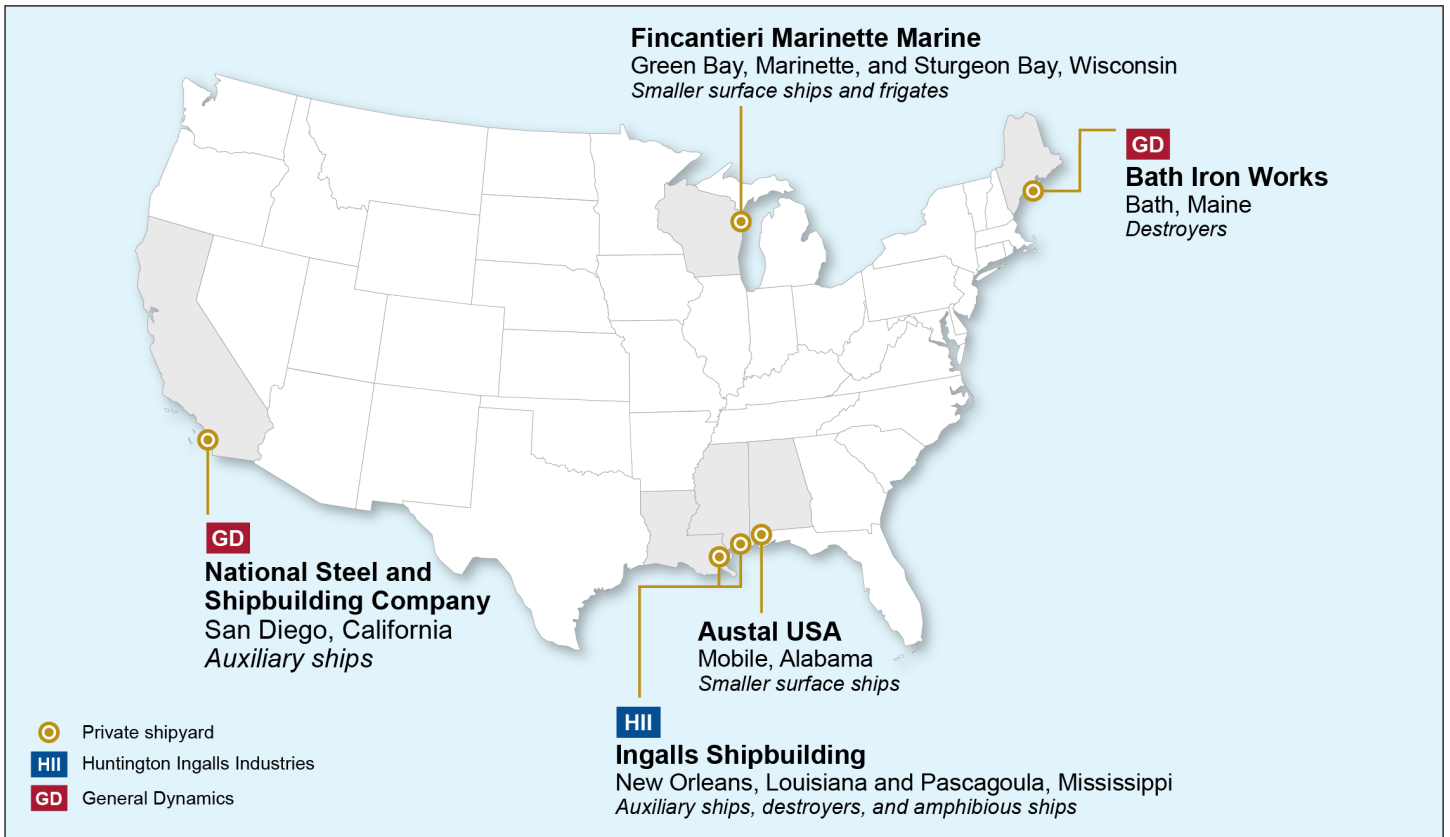 Fincantieri Marinette Marine
Green Bay, Marinette, and Sturgeon Bay, Wisconsin
Smaller surface ships and frigates
GD
Bath Iron Works
Bath, Maine
Destroyers
GD
National Steel and
Shipbuilding Company
San Diego, California
Auxiliary ships
Austal USA
Mobile, Alabama
Smaller surface ships
HII
Ingalls Shipbuilding
New Orleans, Louisiana and Pascagoula, Mississippi
Auxiliary ships, destroyers, and amphibious ships
Private shipyard
HII Huntington Ingalls Industries
GD General Dynamics